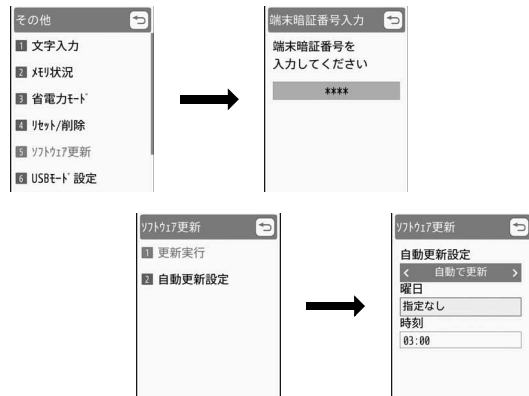 その他
1 文字入力
2 ﾒﾓﾘ状況
3 省電力ﾓｰﾄﾞ
4 ﾘｾｯﾄ/削除
5 ｿﾌﾄｳｪｱ更新
6 USBﾓｰﾄﾞ設定
端末暗証番号入力
端末暗証番号を
入力してください
****
ｿﾌﾄｳｪｱ更新
1 更新実行
2 自動更新設定
ｿﾌﾄｳｪｱ更新
自動更新設定
< 自動で更新 >
曜日
指定なし
時刻
03:00